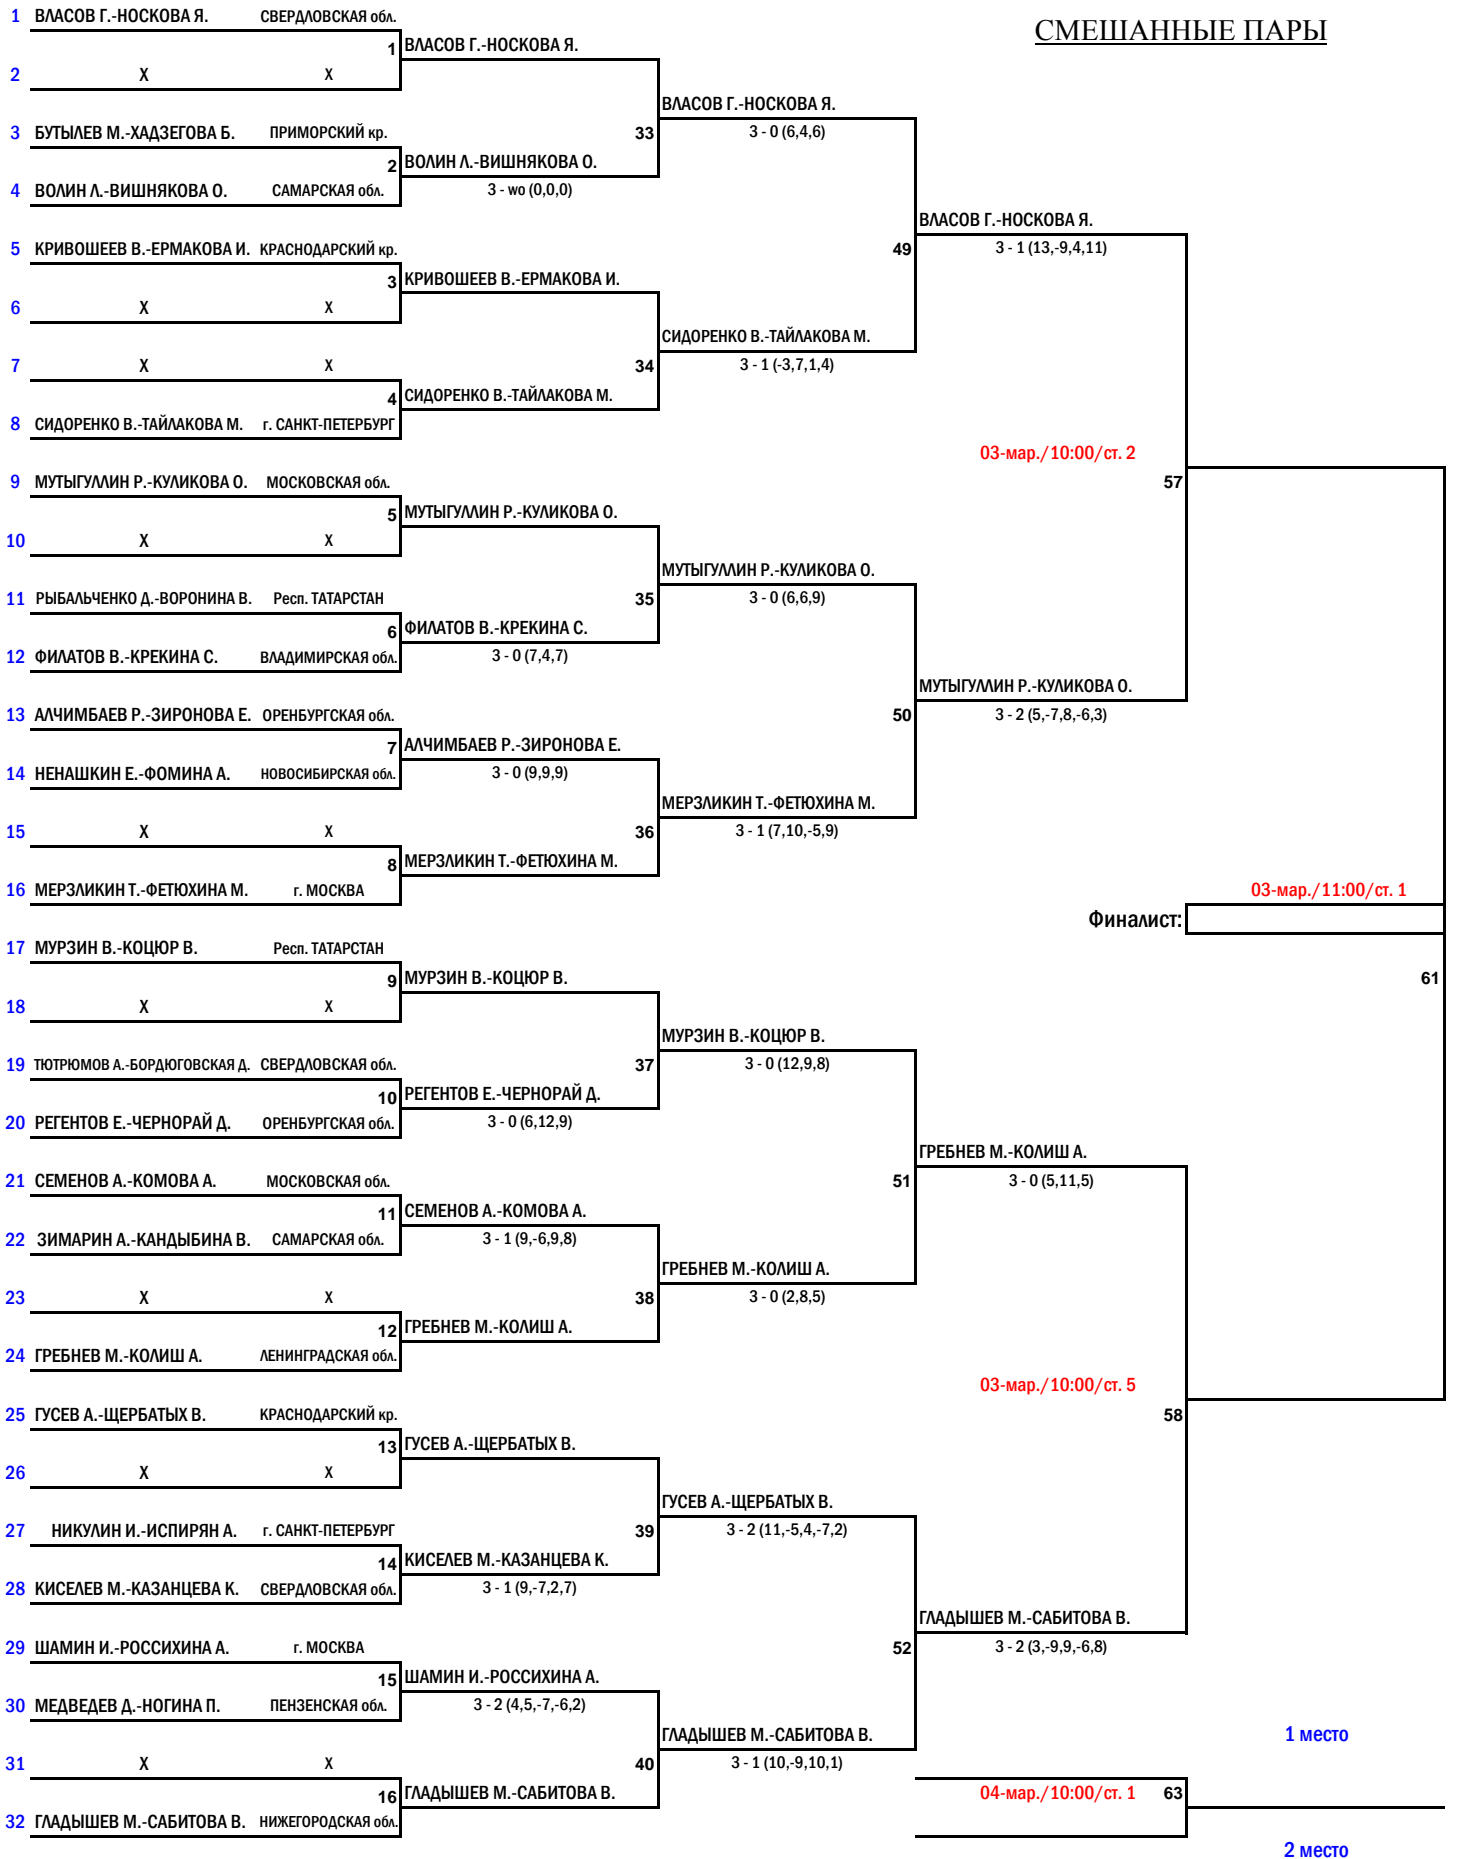 СМЕШАННЫЕ ПАРЫ
1 ВЛАСОВ Г.-НОСКОВА Я. СВЕРДЛОВСКАЯ обл.
1 ВЛАСОВ Г.-НОСКОВА Я.
2 X X
ВЛАСОВ Г.-НОСКОВА Я.
3 БУТЫЛЕВ М.-ХАДЗЕГОВА Б. ПРИМОРСКИЙ кр. 33 3 - 0 (6,4,6)
2 ВОЛИН Л.-ВИШНЯКОВА О.
4 ВОЛИН Л.-ВИШНЯКОВА О. САМАРСКАЯ обл. 3 - wo (0,0,0)
ВЛАСОВ Г.-НОСКОВА Я.
5 КРИВОШЕЕВ В.-ЕРМАКОВА И. КРАСНОДАРСКИЙ кр. 49 3 - 1 (13,-9,4,11)
3 КРИВОШЕЕВ В.-ЕРМАКОВА И.
6 X X
СИДОРЕНКО В.-ТАЙЛАКОВА М.
7 X X 34 3 - 1 (-3,7,1,4)
4 СИДОРЕНКО В.-ТАЙЛАКОВА М.
8 СИДОРЕНКО В.-ТАЙЛАКОВА М. г. САНКТ-ПЕТЕРБУРГ
03-мар./10:00/ст. 2
9 МУТЫГУЛЛИН Р.-КУЛИКОВА О. МОСКОВСКАЯ обл. 57
5 МУТЫГУЛЛИН Р.-КУЛИКОВА О.
10 X X
МУТЫГУЛЛИН Р.-КУЛИКОВА О.
11 РЫБАЛЬЧЕНКО Д.-ВОРОНИНА В. Респ. ТАТАРСТАН 35 3 - 0 (6,6,9)
6 ФИЛАТОВ В.-КРЕКИНА С.
12 ФИЛАТОВ В.-КРЕКИНА С. ВЛАДИМИРСКАЯ обл. 3 - 0 (7,4,7)
МУТЫГУЛЛИН Р.-КУЛИКОВА О.
13 АЛЧИМБАЕВ Р.-ЗИРОНОВА Е. ОРЕНБУРГСКАЯ обл. 50 3 - 2 (5,-7,8,-6,3)
7 АЛЧИМБАЕВ Р.-ЗИРОНОВА Е.
14 НЕНАШКИН Е.-ФОМИНА А. НОВОСИБИРСКАЯ обл. 3 - 0 (9,9,9)
МЕРЗЛИКИН Т.-ФЕТЮХИНА М.
15 X X 36 3 - 1 (7,10,-5,9)
8 МЕРЗЛИКИН Т.-ФЕТЮХИНА М.
16 МЕРЗЛИКИН Т.-ФЕТЮХИНА М. г. МОСКВА 03-мар./11:00/ст. 1
Финалист:
17 МУРЗИН В.-КОЦЮР В. Респ. ТАТАРСТАН
9 МУРЗИН В.-КОЦЮР В. 61
18 X X
МУРЗИН В.-КОЦЮР В.
19 ТЮТРЮМОВ А.-БОРДЮГОВСКАЯ Д. СВЕРДЛОВСКАЯ обл. 37 3 - 0 (12,9,8)
10 РЕГЕНТОВ Е.-ЧЕРНОРАЙ Д.
20 РЕГЕНТОВ Е.-ЧЕРНОРАЙ Д. ОРЕНБУРГСКАЯ обл. 3 - 0 (6,12,9)
ГРЕБНЕВ М.-КОЛИШ А.
21 СЕМЕНОВ А.-КОМОВА А. МОСКОВСКАЯ обл. 51 3 - 0 (5,11,5)
11 СЕМЕНОВ А.-КОМОВА А.
22 ЗИМАРИН А.-КАНДЫБИНА В. САМАРСКАЯ обл. 3 - 1 (9,-6,9,8)
ГРЕБНЕВ М.-КОЛИШ А.
23 X X 38 3 - 0 (2,8,5)
12 ГРЕБНЕВ М.-КОЛИШ А.
24 ГРЕБНЕВ М.-КОЛИШ А. ЛЕНИНГРАДСКАЯ обл.
03-мар./10:00/ст. 5
25 ГУСЕВ А.-ЩЕРБАТЫХ В. КРАСНОДАРСКИЙ кр. 58
13 ГУСЕВ А.-ЩЕРБАТЫХ В.
26 X X
ГУСЕВ А.-ЩЕРБАТЫХ В.
27 НИКУЛИН И.-ИСПИРЯН А. г. САНКТ-ПЕТЕРБУРГ 39 3 - 2 (11,-5,4,-7,2)
14 КИСЕЛЕВ М.-КАЗАНЦЕВА К.
28 КИСЕЛЕВ М.-КАЗАНЦЕВА К. СВЕРДЛОВСКАЯ обл. 3 - 1 (9,-7,2,7)
ГЛАДЫШЕВ М.-САБИТОВА В.
29 ШАМИН И.-РОССИХИНА А. г. МОСКВА 52 3 - 2 (3,-9,9,-6,8)
15 ШАМИН И.-РОССИХИНА А.
30 МЕДВЕДЕВ Д.-НОГИНА П. ПЕНЗЕНСКАЯ обл. 3 - 2 (4,5,-7,-6,2)
ГЛАДЫШЕВ М.-САБИТОВА В. 1 место
31 X X 40 3 - 1 (10,-9,10,1)
16 ГЛАДЫШЕВ М.-САБИТОВА В. 04-мар./10:00/ст. 1 63
32 ГЛАДЫШЕВ М.-САБИТОВА В. НИЖЕГОРОДСКАЯ обл.
2 место